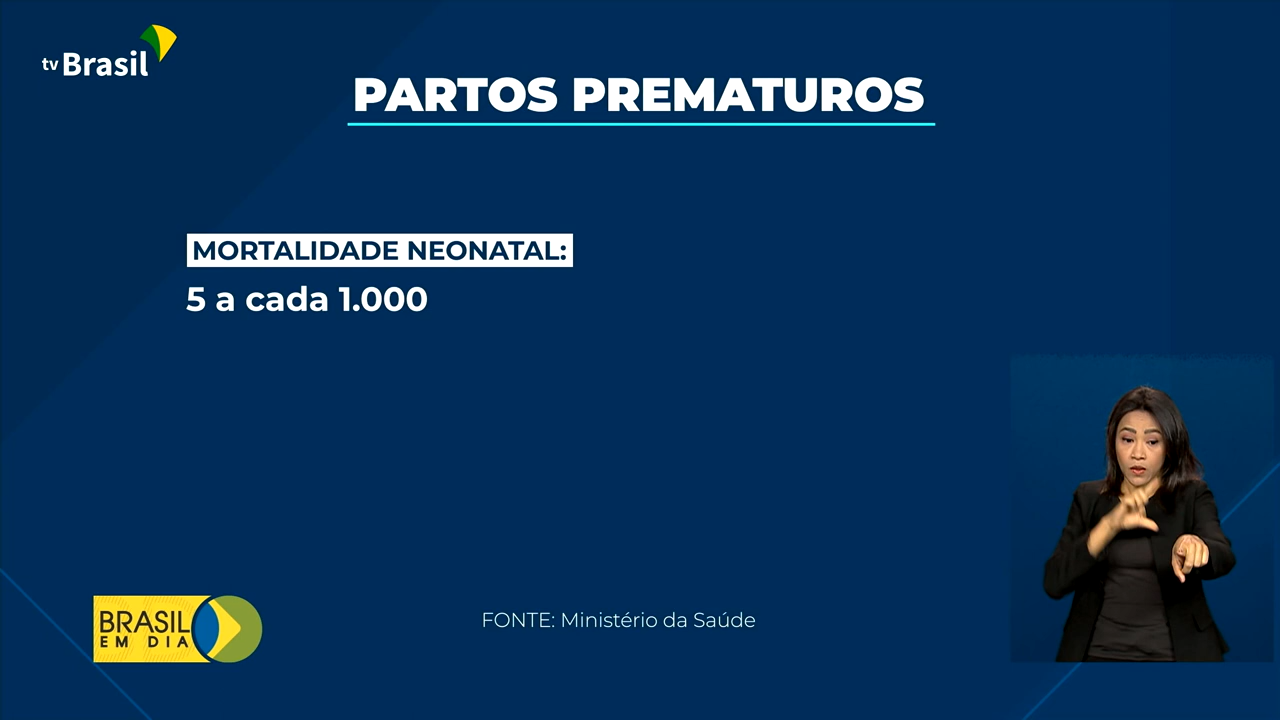 tv Brasil
PARTOS PREMATUROS
MORTALIDADE NEONATAL:
5 a cada 1.000
BRASIL
EM DIA
FONTE: Ministério da Saúde